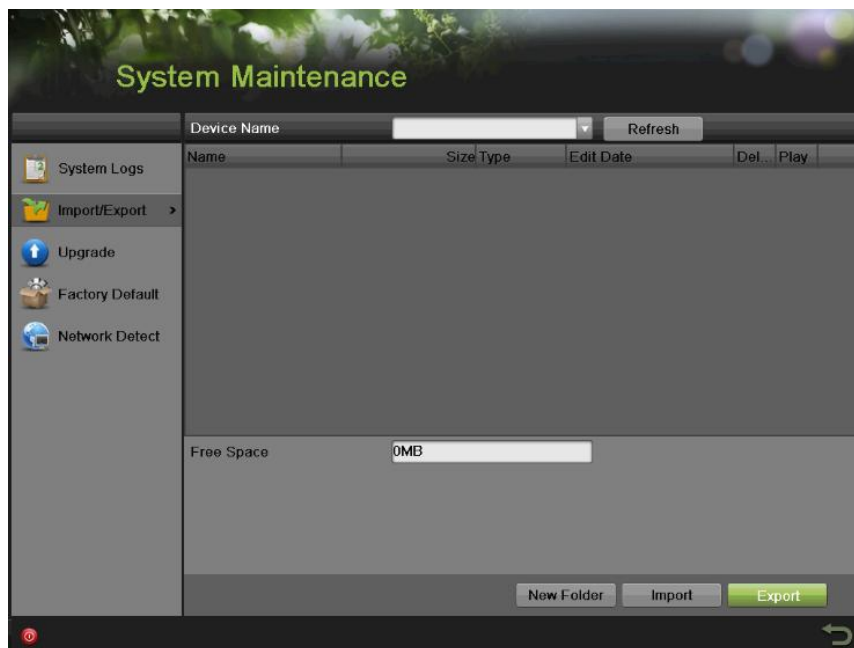 System Maintenance
Device Name
Refresh
Name Size Type Edit Date Del... Play
System Logs
Import/Export >
Upgrade
Factory Default
Network Detect
Free Space 0MB
New Folder Import Export